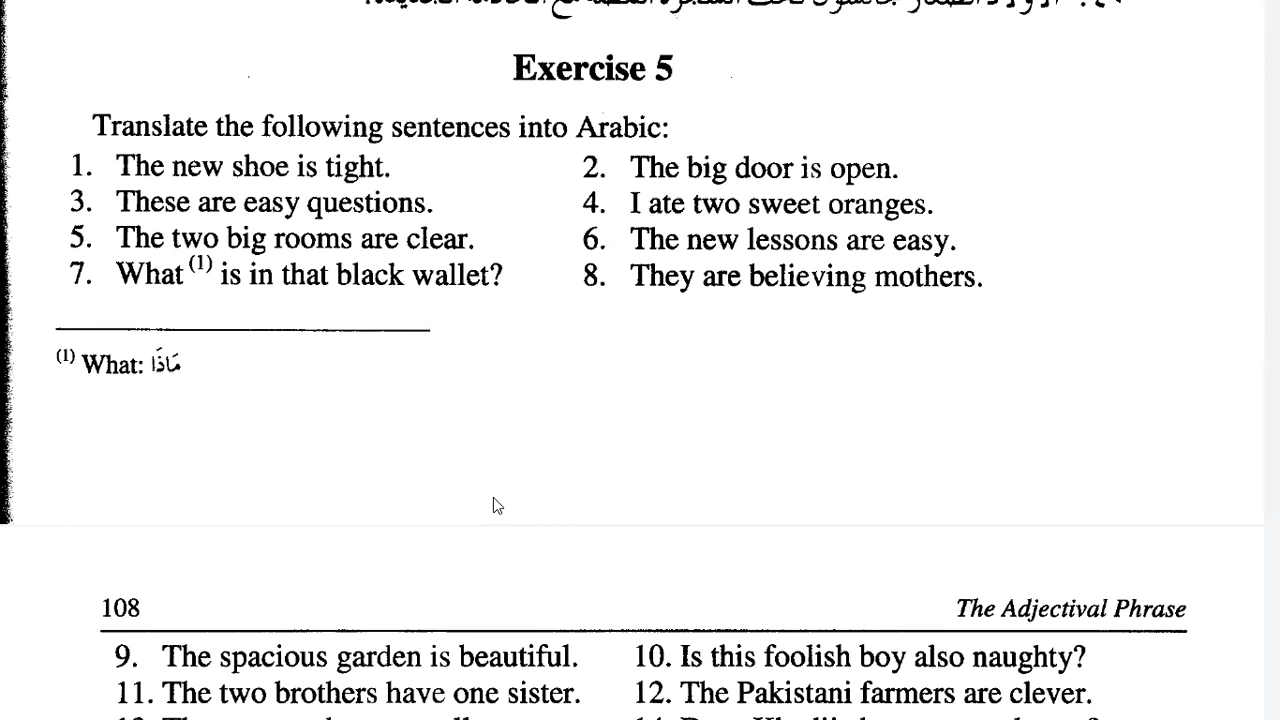 Exercise 5
Translate the following sentences into Arabic:
1. The new shoe is tight.
2. The big door is open.
3. These are easy questions.
4. I ate two sweet oranges.
5. The two big rooms are clear.
6. The new lessons are easy.
7. What (1) is in that black wallet?
8. They are believing mothers.
(1) What: مَاذَا
108 The Adjectival Phrase
9. The spacious garden is beautiful.
10. Is this foolish boy also naughty?
11. The two brothers have one sister.
12. The Pakistani farmers are clever.